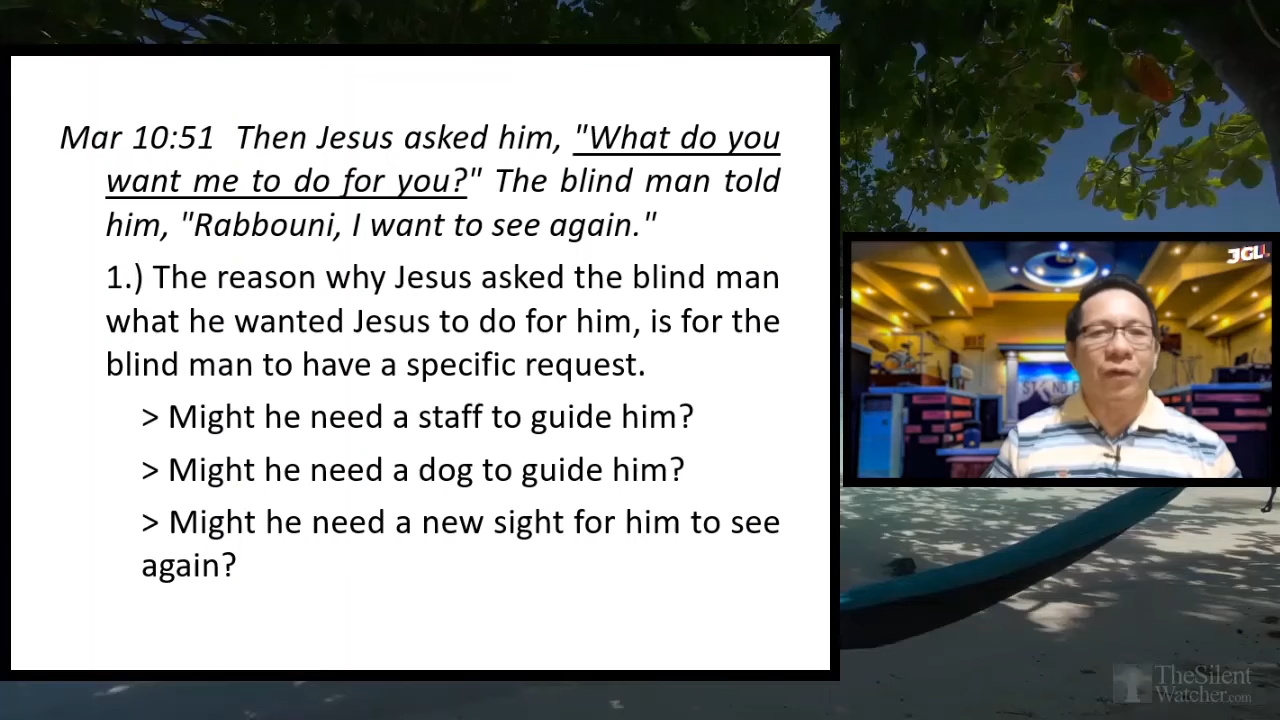 Mar 10:51 Then Jesus asked him, "What do you
want me to do for you?" The blind man told
him, "Rabbouni, I want to see again."
1.) The reason why Jesus asked the blind man
what he wanted Jesus to do for him, is for the
blind man to have a specific request.
> Might he need a staff to guide him?
> Might he need a dog to guide him?
> Might he need a new sight for him to see
again?
TheSilent
Watcher.com